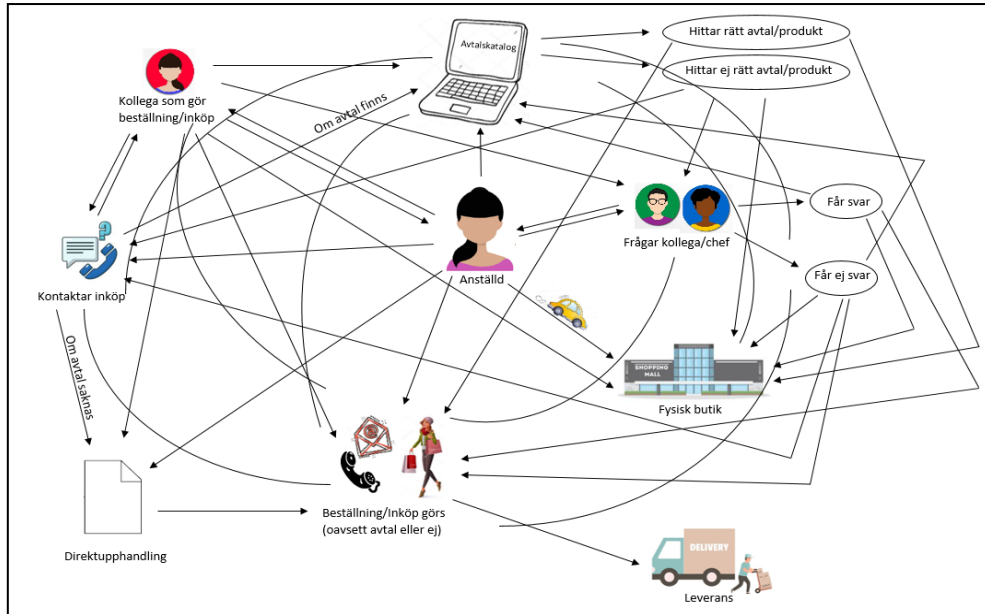 Avtalskatalog
Hittar rätt avtal/produkt
Hittar ej rätt avtal/produkt
Kollega som gör
beställning/inköp
Om avtal finns
?
Får svar
Frågar kollega/chef
Kontaktar inköp
Anställd
Får ej svar
SHOPPING
MALL
Om avtal saknas
Fysisk butik
Beställning/Inköp görs
(oavsett avtal eller ej)
Direktupphandling
DELIVERY
Leverans